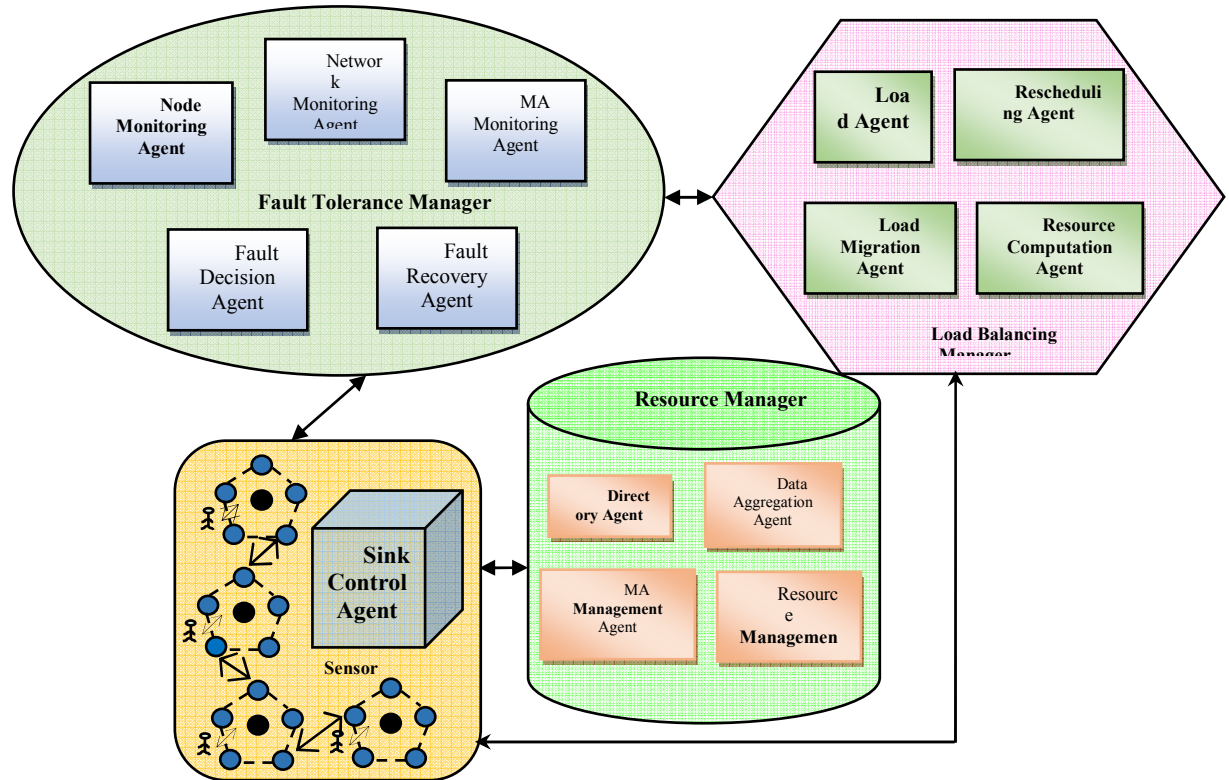 Node
Monitoring
Agent
Networ
k
Monitoring
Agent
MA
Monitoring
Agent
Fault Tolerance Manager
Fault
Decision
Agent
Fault
Recovery
Agent
Loa
d Agent
Rescheduli
ng Agent
Load
Migration
Agent
Resource
Computation
Agent
Load Balancing
Manager
Resource Manager
Direct
ory Agent
Data
Aggregation
Agent
MA
Management
Agent
Resourc
e
Managemen
Sink
Control
Agent
Sensor